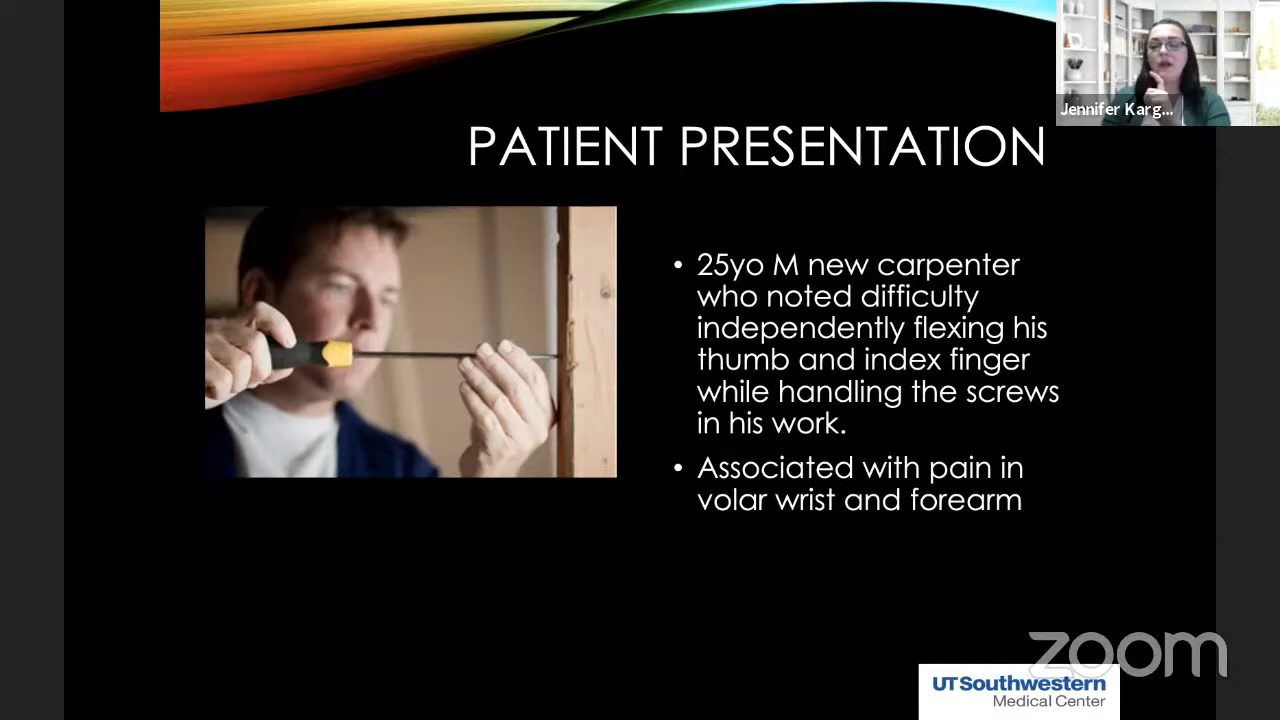 Jennifer Karg...
PATIENT PRESENTATION
• 25yo M new carpenter
who noted difficulty
independently flexing his
thumb and index finger
while handling the screws
in his work.
• Associated with pain in
volar wrist and forearm
zoom
UTSouthwestern
Medical Center